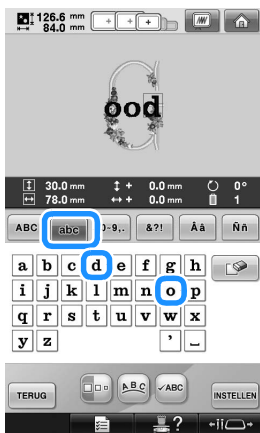 126.6 mm
84.0 mm
ood
30.0 mm 0.0 mm 0°
78.0 mm 0.0 mm 1
ABC abc 0-9,. &?! Åå Ññ
a b c d e f g h
i j k l m n o p
q r s t u v w x
y z ' _
TERUG ABC ✓ABC INSTELLEN
?